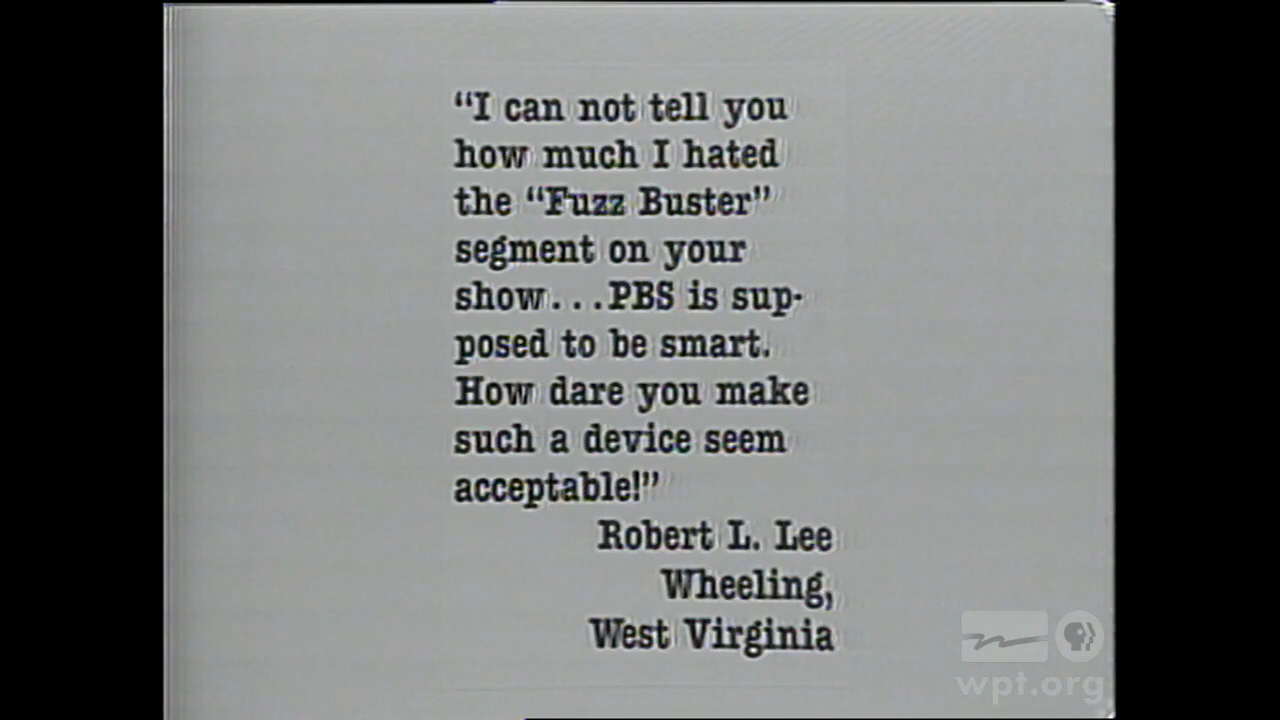 “I can not tell you
how much I hated
the “Fuzz Buster”
segment on your
show...PBS is sup-
posed to be smart.
How dare you make
such a device seem
acceptable!”
Robert L. Lee
Wheeling,
West Virginia
wpt.org